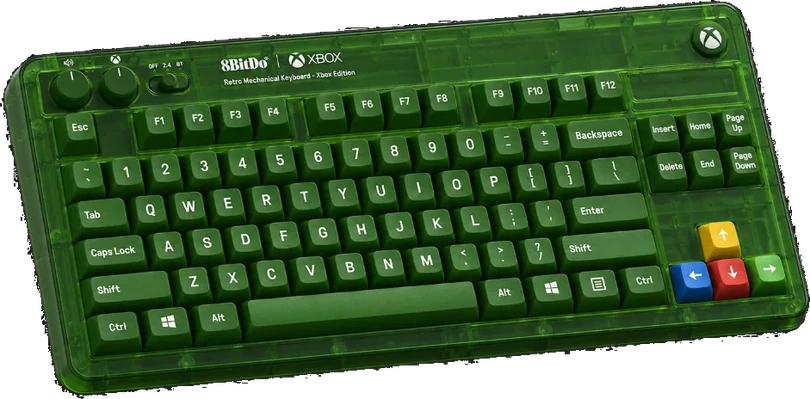 OFF 2.4 BT
8BitDo | XBOX
Retro Mechanical Keyboard - Xbox Edition
Esc F1 F2 F3 F4 F5 F6 F7 F8 F9 F10 F11 F12
~ ` 1 2 3 4 5 6 7 8 9 0 _ - + = Backspace Insert Home Page Up
Tab Q W E R T Y U I O P { [ } ] | \ Delete End Page Down
Caps Lock A S D F G H J K L : ; " ' Enter
Shift Z X C V B N M < , > . ? / Shift ↑
Ctrl Alt Alt Ctrl ← ↓ →